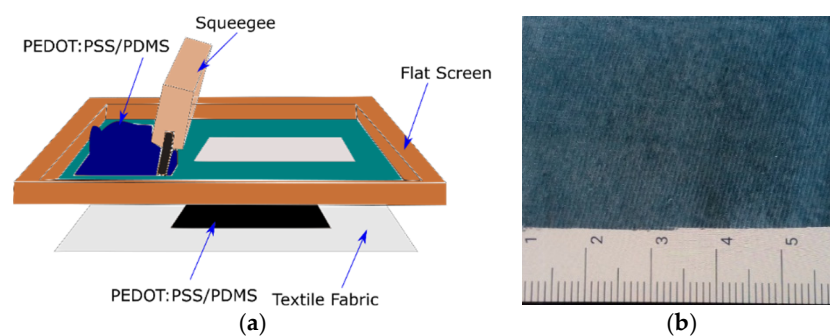 Squeegee
PEDOT:PSS/PDMS
Flat Screen
PEDOT:PSS/PDMS
Textile Fabric
1 2 3 4 5
(a)
(b)